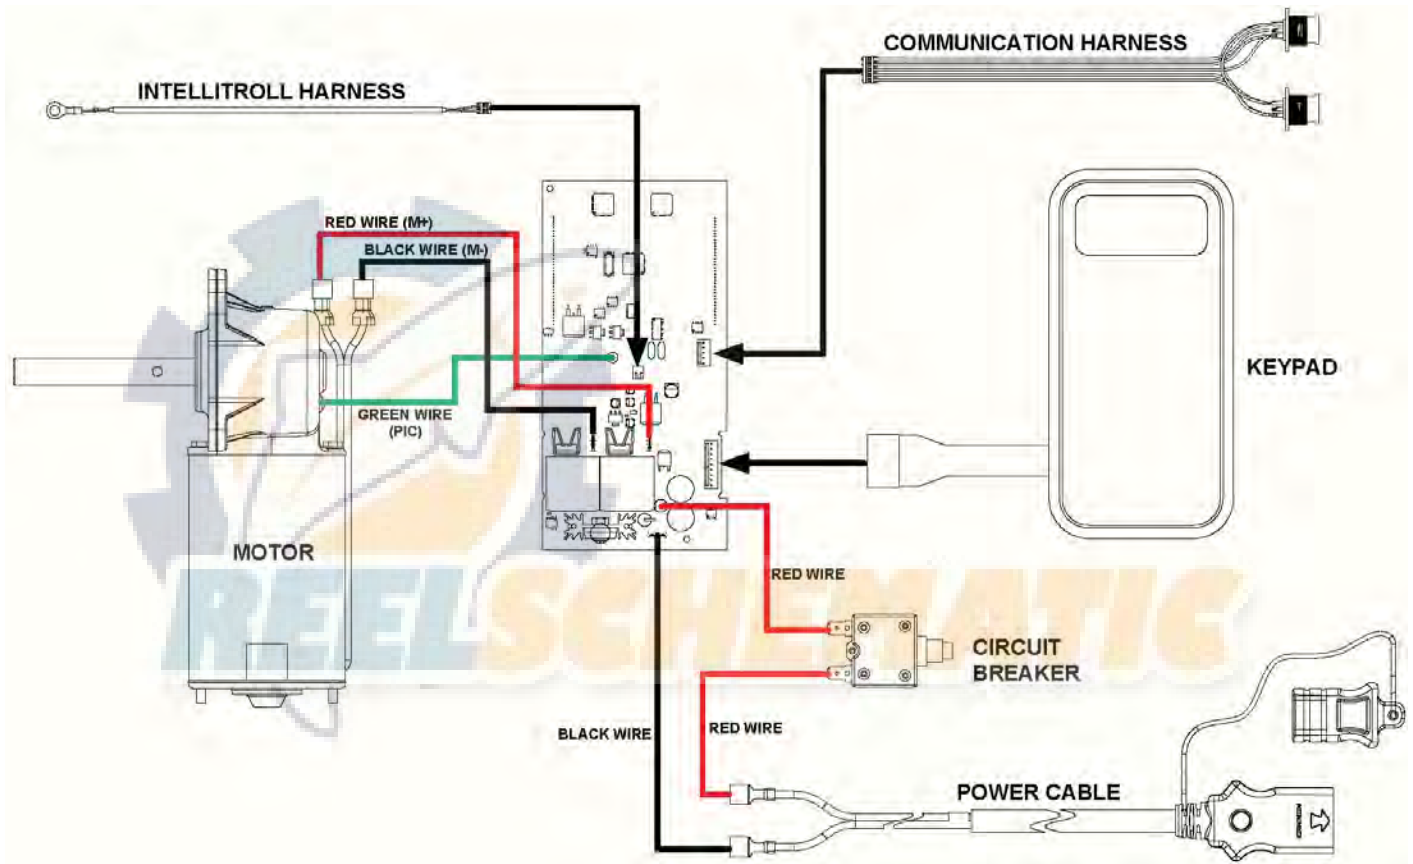 COMMUNICATION HARNESS
INTELLITROLL HARNESS
RED WIRE (M+)
BLACK WIRE (M-)
KEYPAD
GREEN WIRE
(PIC)
MOTOR
REELSCHEMATIC
RED WIRE
CIRCUIT
BREAKER
BLACK WIRE
RED WIRE
POWER CABLE